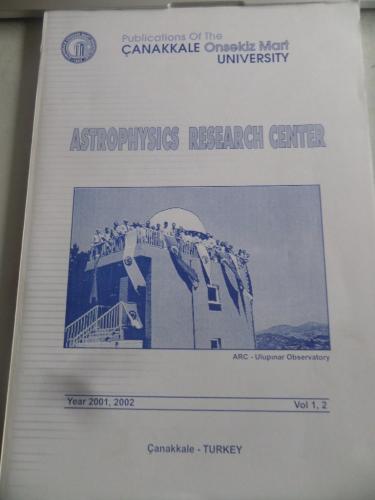 Publications Of The
ÇANAKKALE Onsekiz Mart
UNIVERSITY
ASTROPHYSICS RESEARCH CENTER
ARC - Ulupınar Observatory
Year 2001, 2002
Vol 1, 2
Çanakkale - TURKEY